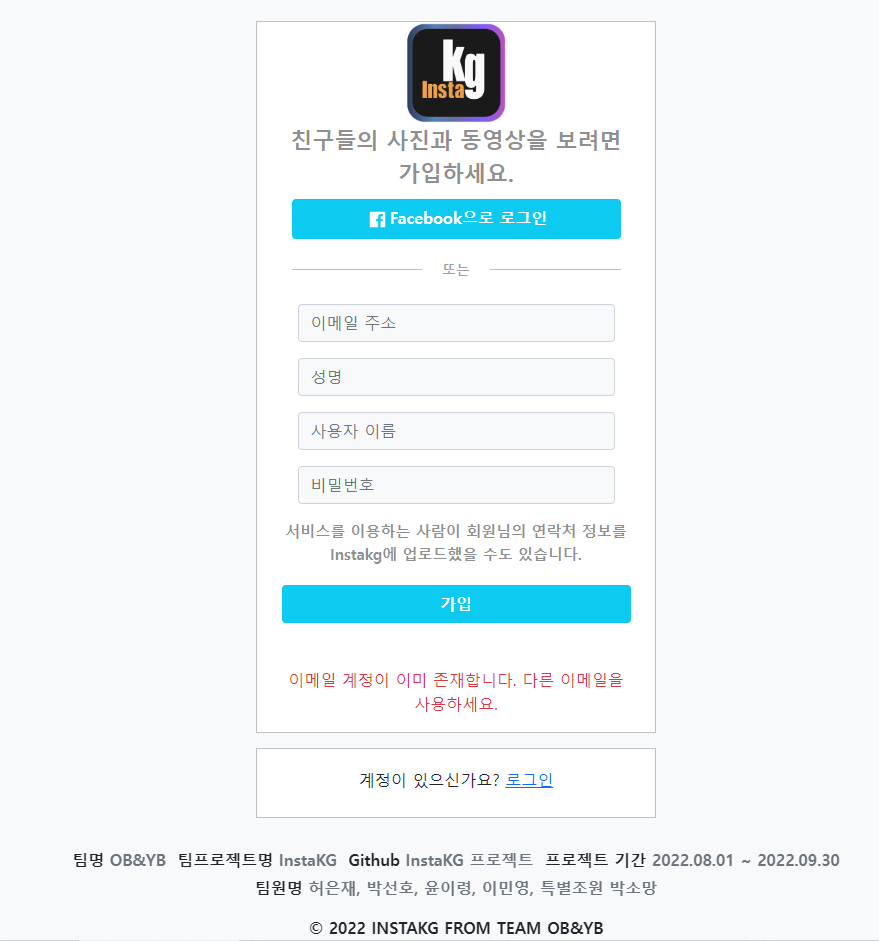 Kg
Insta
친구들의 사진과 동영상을 보려면
가입하세요.
Facebook으로 로그인
또는
이메일 주소
성명
사용자 이름
비밀번호
서비스를 이용하는 사람이 회원님의 연락처 정보를
Instakg에 업로드했을 수도 있습니다.
가입
이메일 계정이 이미 존재합니다. 다른 이메일을
사용하세요.
계정이 있으신가요? 로그인
팀명 OB&YB 팀프로젝트명 InstaKG Github InstaKG 프로젝트 프로젝트 기간 2022.08.01 ~ 2022.09.30
팀원명 허은재, 박선호, 윤이령, 이민영, 특별조원 박소망
© 2022 INSTAKG FROM TEAM OB&YB